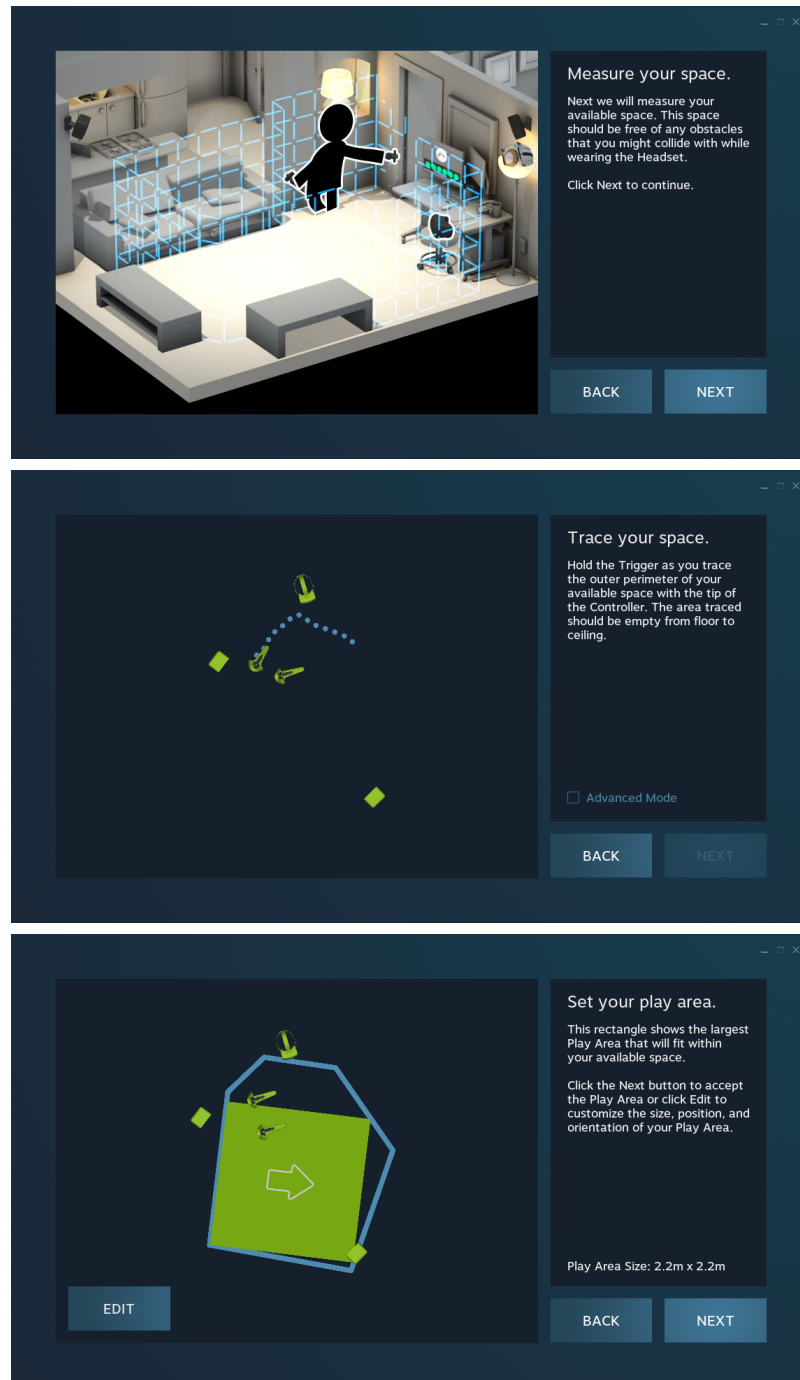 Measure your space.
Next we will measure your
available space. This space
should be free of any obstacles
that you might collide with while
wearing the Headset.
Click Next to continue.
BACK
NEXT
Trace your space.
Hold the Trigger as you trace
the outer perimeter of your
available space with the tip of
the Controller. The area traced
should be empty from floor to
ceiling.
Advanced Mode
BACK
NEXT
Set your play area.
This rectangle shows the largest
Play Area that will fit within
your available space.
Click the Next button to accept
the Play Area or click Edit to
customize the size, position, and
orientation of your Play Area.
Play Area Size: 2.2m x 2.2m
EDIT
BACK
NEXT